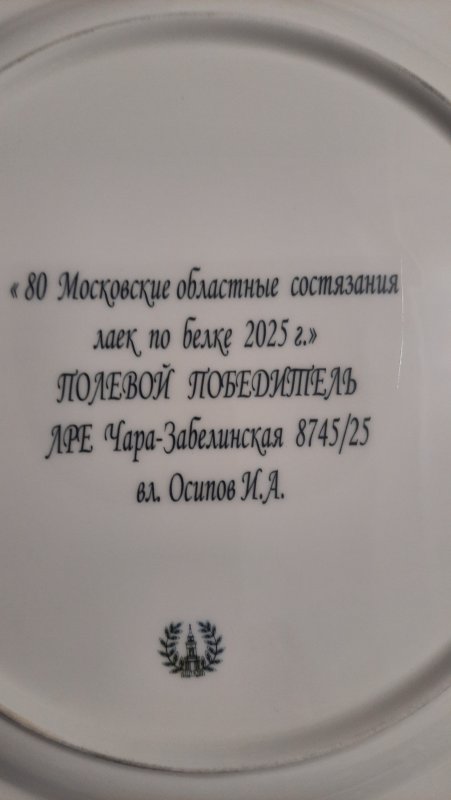 « 80 Московские областные состязания
лаек по белке 2025 г.»
ПОЛЕВОЙ ПОБЕДИТЕЛЬ
ЛРЕ Чара-Забелинская 8745/25
вл. Осипов И.А.